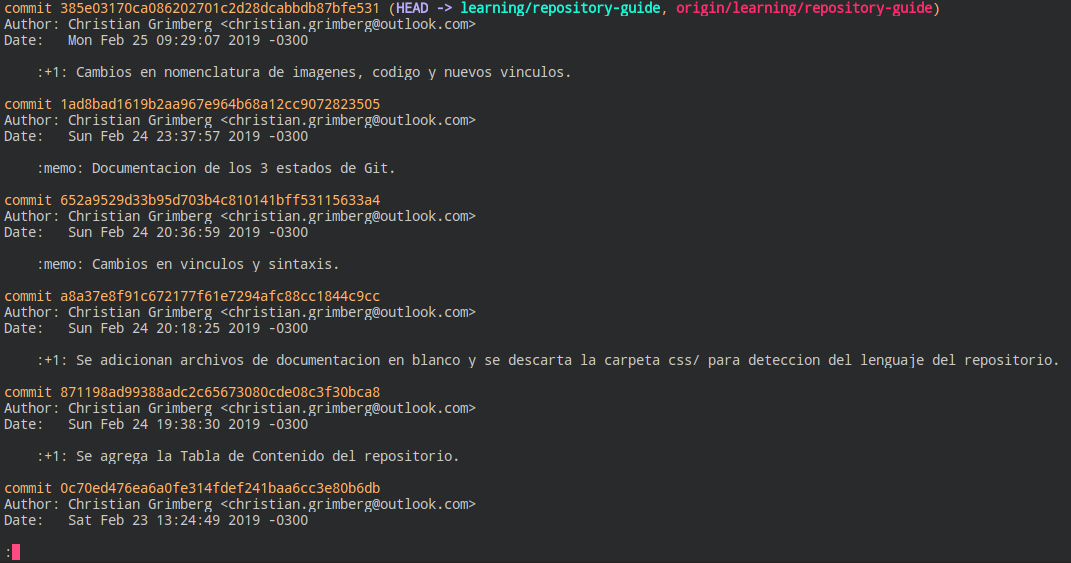 commit 385e03170ca086202701c2d28dcabbdb87bfe531 (HEAD -> learning/repository-guide, origin/learning/repository-guide)
Author: Christian Grimberg <christian.grimberg@outlook.com>
Date:   Mon Feb 25 09:29:07 2019 -0300
    :+1: Cambios en nomenclatura de imagenes, codigo y nuevos vinculos.
commit 1ad8bad1619b2aa967e964b68a12cc9072823505
Author: Christian Grimberg <christian.grimberg@outlook.com>
Date:   Sun Feb 24 23:37:57 2019 -0300
    :memo: Documentacion de los 3 estados de Git.
commit 652a9529d33b95d703b4c810141bff53115633a4
Author: Christian Grimberg <christian.grimberg@outlook.com>
Date:   Sun Feb 24 20:36:59 2019 -0300
    :memo: Cambios en vinculos y sintaxis.
commit a8a37e8f91c672177f61e7294afc88cc1844c9cc
Author: Christian Grimberg <christian.grimberg@outlook.com>
Date:   Sun Feb 24 20:18:25 2019 -0300
    :+1: Se adicionan archivos de documentacion en blanco y se descarta la carpeta css/ para deteccion del lenguaje del repositorio.
commit 871198ad99388adc2c65673080cde08c3f30bca8
Author: Christian Grimberg <christian.grimberg@outlook.com>
Date:   Sun Feb 24 19:38:30 2019 -0300
    :+1: Se agrega la Tabla de Contenido del repositorio.
commit 0c70ed476ea6a0fe314fdef241baa6cc3e80b6db
Author: Christian Grimberg <christian.grimberg@outlook.com>
Date:   Sat Feb 23 13:24:49 2019 -0300
: